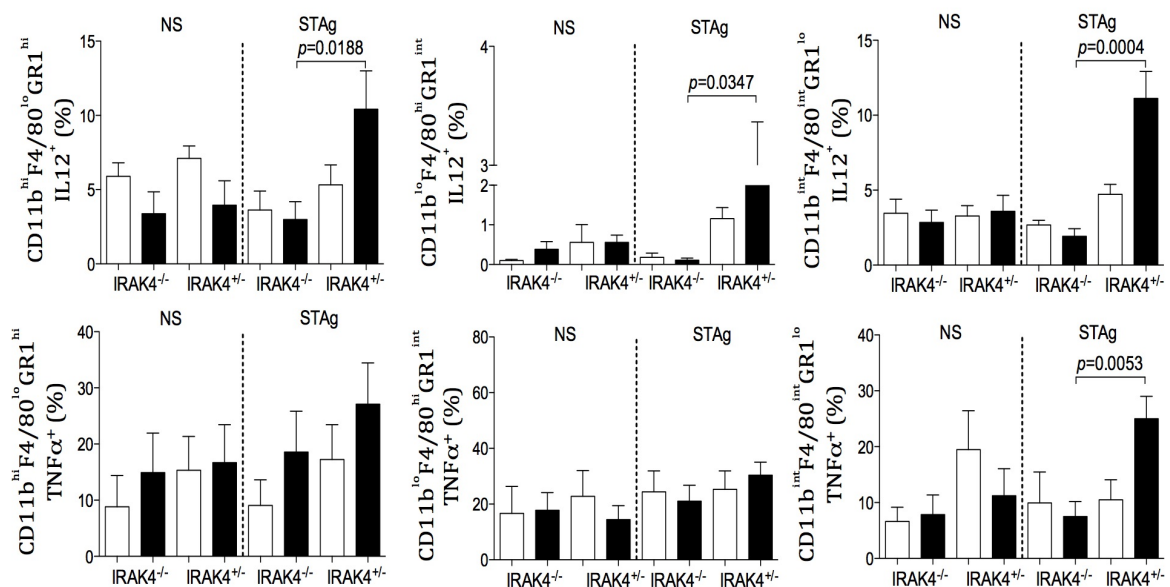 NS STAg
p=0.0188
CD11b^hi F4/80^lo GR1^hi
IL12^+ (%)
15
10
5
0
IRAK4^-/- IRAK4^+/- IRAK4^-/- IRAK4^+/-
NS STAg
p=0.0347
CD11b^lo F4/80^hi GR1^int
IL12^+ (%)
4
3
2
1
0
IRAK4^-/- IRAK4^+/- IRAK4^-/- IRAK4^+/-
NS STAg
p=0.0004
CD11b^int F4/80^int GR1^lo
IL12^+ (%)
15
10
5
0
IRAK4^-/- IRAK4^+/- IRAK4^-/- IRAK4^+/-
NS STAg
CD11b^hi F4/80^lo GR1^hi
TNFα^+ (%)
40
30
20
10
0
IRAK4^-/- IRAK4^+/- IRAK4^-/- IRAK4^+/-
NS STAg
CD11b^lo F4/80^hi GR1^int
TNFα^+ (%)
80
60
40
20
0
IRAK4^-/- IRAK4^+/- IRAK4^-/- IRAK4^+/-
NS STAg
p=0.0053
CD11b^int F4/80^int GR1^lo
TNFα^+ (%)
40
30
20
10
0
IRAK4^-/- IRAK4^+/- IRAK4^-/- IRAK4^+/-